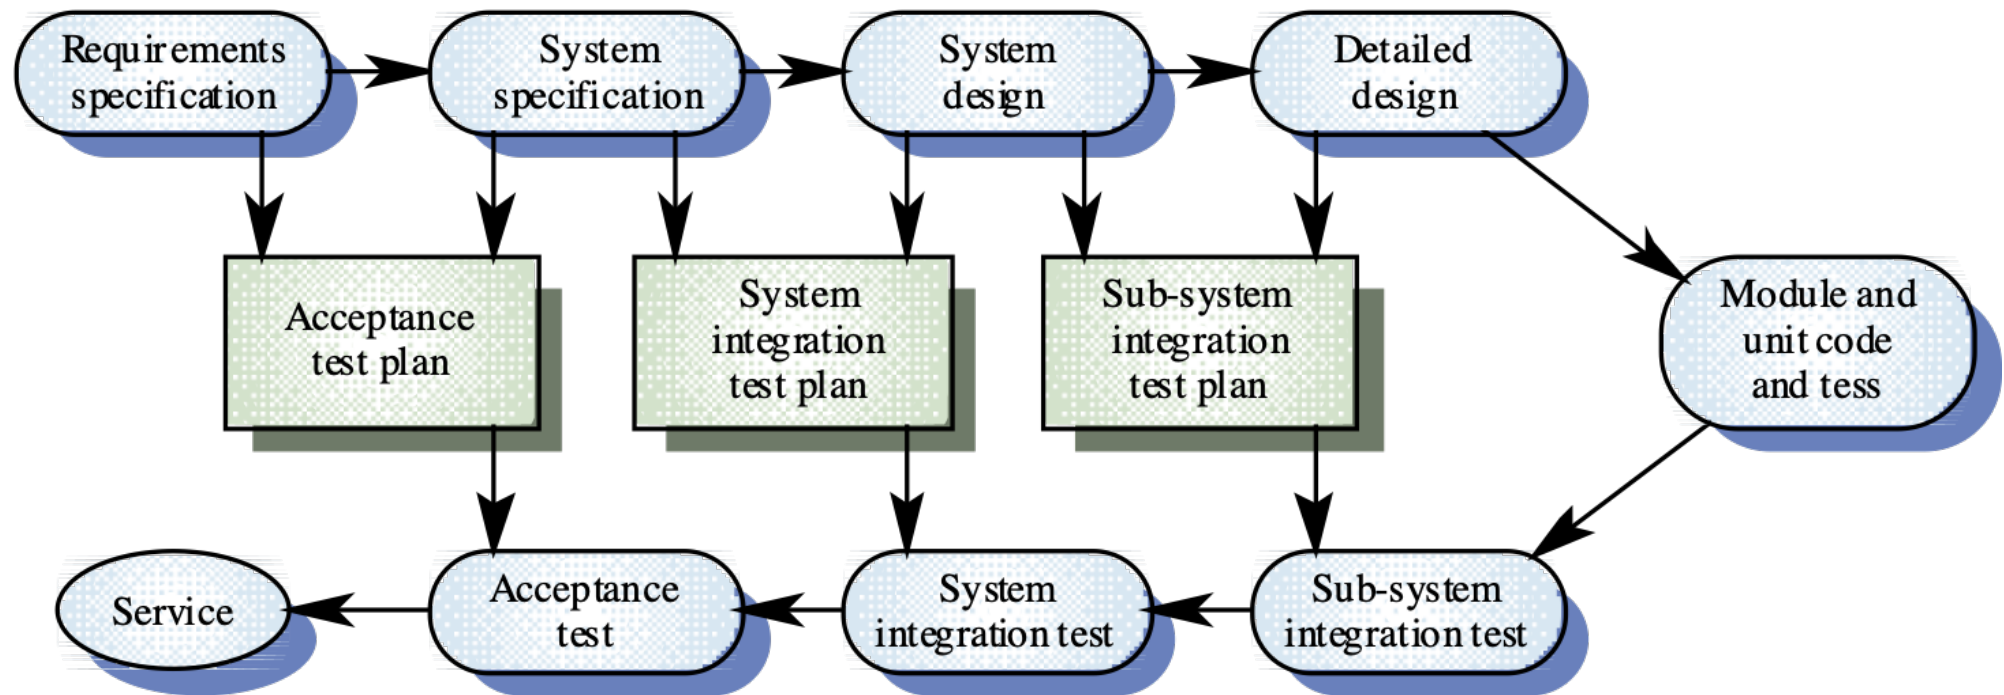 Requirements
specification
System
specification
System
design
Detailed
design
Acceptance
test plan
System
integration
test plan
Sub-system
integration
test plan
Module and
unit code
and tess
Service
Acceptance
test
System
integration test
Sub-system
integration test